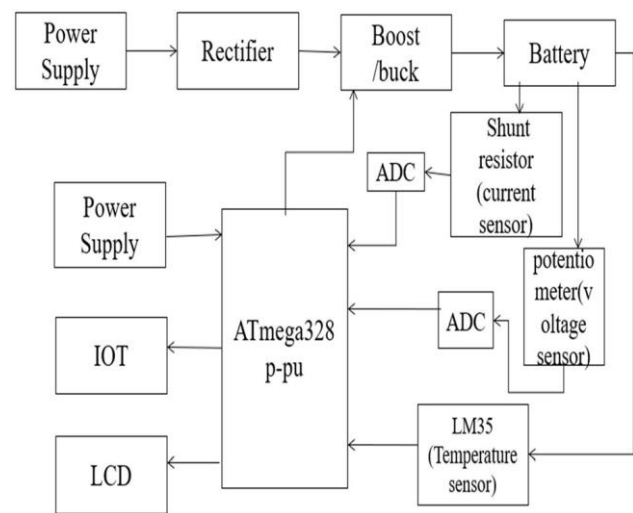 Power
Supply
Rectifier
Boost
/buck
Battery
Shunt
resistor
(current
sensor)
ADC
Power
Supply
potentio
meter(v
oltage
sensor)
ADC
ATmega328
p-pu
IOT
LM35
(Temperature
sensor)
LCD